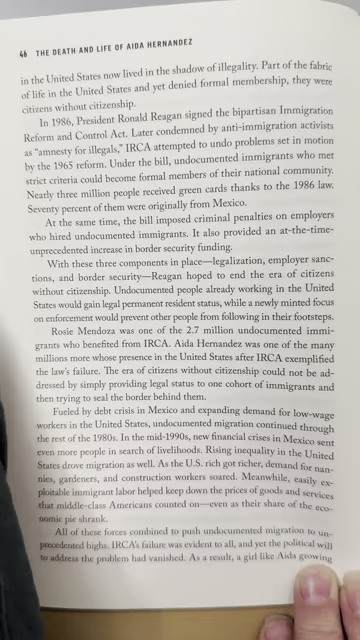 46 THE DEATH AND LIFE OF AIDA HERNANDEZ
in the United States now lived in the shadow of illegality. Part of the fabric
of life in the United States and yet denied formal membership, they were
citizens without citizenship.
In 1986, President Ronald Reagan signed the bipartisan Immigration
Reform and Control Act. Later condemned by anti-immigration activists
as "amnesty for illegals," IRCA attempted to undo problems set in motion
by the 1965 reform. Under the bill, undocumented immigrants who met
strict criteria could become formal members of their national community.
Nearly three million people received green cards thanks to the 1986 law.
Seventy percent of them were originally from Mexico.
At the same time, the bill imposed criminal penalties on employers
who hired undocumented immigrants. It also provided an at-the-time-
unprecedented increase in border security funding.
With these three components in place—legalization, employer sanc-
tions, and border security—Reagan hoped to end the era of citizens
without citizenship. Undocumented people already working in the United
States would gain legal permanent resident status, while a newly minted focus
on enforcement would prevent other people from following in their footsteps.
Rosie Mendoza was one of the 2.7 million undocumented immi-
grants who benefited from IRCA. Aida Hernandez was one of the many
millions more whose presence in the United States after IRCA exemplified
the law's failure. The era of citizens without citizenship could not be ad-
dressed by simply providing legal status to one cohort of immigrants and
then trying to seal the border behind them.
Fueled by debt crisis in Mexico and expanding demand for low-wage
workers in the United States, undocumented migration continued through
the rest of the 1980s. In the mid-1990s, new financial crises in Mexico sent
even more people in search of livelihoods. Rising inequality in the United
States drove migration as well. As the U.S. rich got richer, demand for nan-
nies, gardeners, and construction workers soared. Meanwhile, easily ex-
ploitable immigrant labor helped keep down the prices of goods and services
that middle-class Americans counted on—even as their share of the eco-
nomic pie shrank.
All of these forces combined to push undocumented migration to un-
precedented highs. IRCA's failure was evident to all, and yet the political will
to address the problem had vanished. As a result, a girl like Aida growing